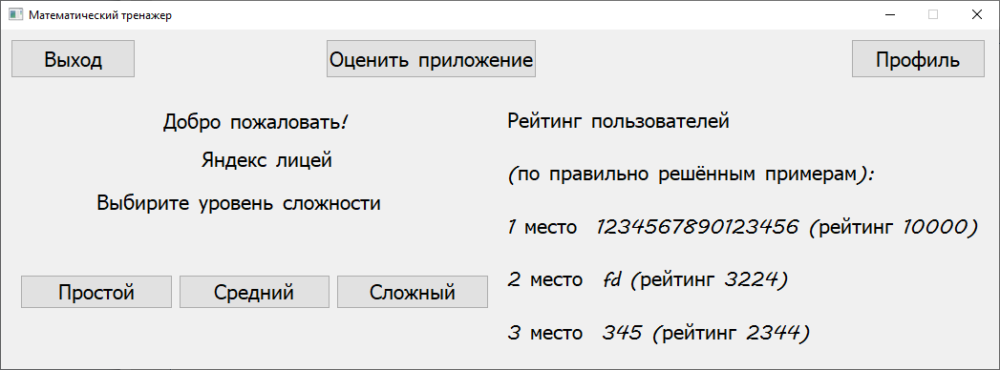 Математический тренажер
Выход
Оценить приложение
Профиль
Добро пожаловать!
Яндекс лицей
Выбирите уровень сложности
Простой
Средний
Сложный
Рейтинг пользователей
(по правильно решённым примерам):
1 место 1234567890123456 (рейтинг 10000)
2 место fd (рейтинг 3224)
3 место 345 (рейтинг 2344)